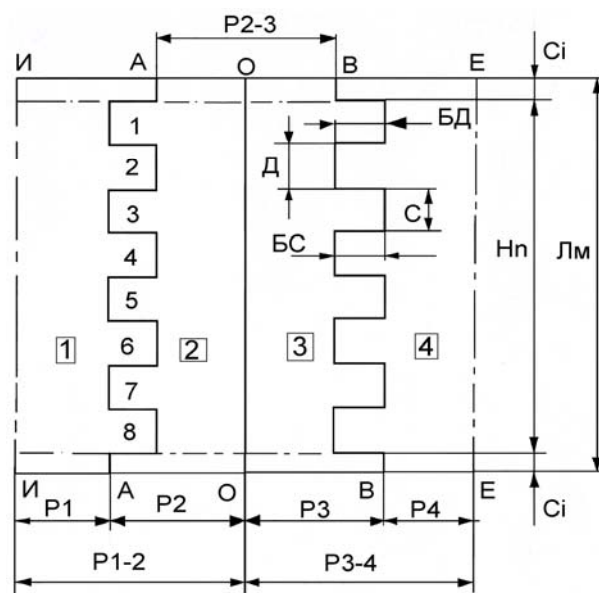 Р2-3
И А О В Е Сi
1 БД
2 Д
3 С
4 БС Нп Лм
5
1 6 2 3 4
7
8
И А О В Е
Р1 Р2 Р3 Р4 Сi
Р1-2 Р3-4